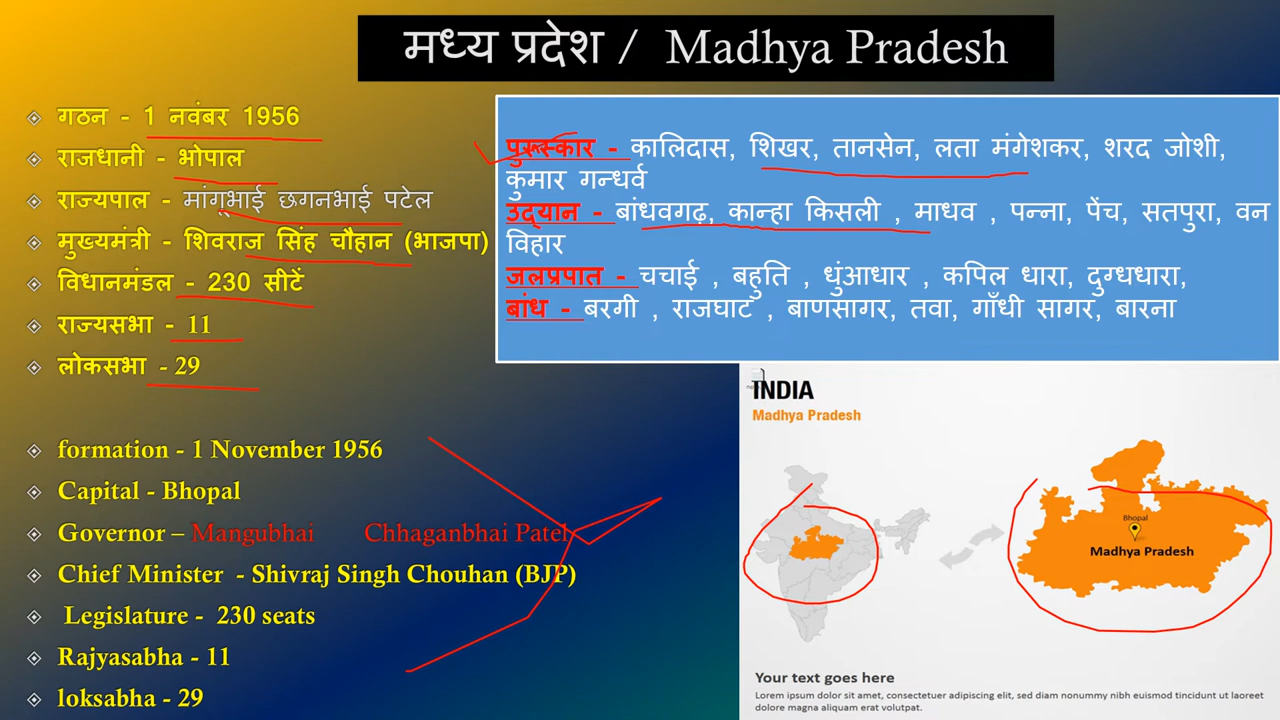 मध्य प्रदेश / Madhya Pradesh
गठन - 1 नवंबर 1956
राजधानी - भोपाल
राज्यपाल - मांगूभाई छगनभाई पटेल
मुख्यमंत्री - शिवराज सिंह चौहान (भाजपा)
विधानमंडल - 230 सीटें
राज्यसभा - 11
लोकसभा - 29
formation - 1 November 1956
Capital - Bhopal
Governor – Mangubhai Chhaganbhai Patel
Chief Minister - Shivraj Singh Chouhan (BJP)
Legislature - 230 seats
Rajyasabha - 11
loksabha - 29
पुरुस्कार - कालिदास, शिखर, तानसेन, लता मंगेशकर, शरद जोशी,
कुमार गन्धर्व
उद्यान - बांधवगढ़, कान्हा किसली , माधव , पन्ना, पेंच, सतपुरा, वन
विहार
जलप्रपात - चचाई , बहुति , धुंआधार , कपिल धारा, दुग्धधारा,
बांध - बरगी , राजघाट , बाणसागर, तवा, गाँधी सागर, बारना
INDIA
Madhya Pradesh
Bhopal
Madhya Pradesh
Your text goes here
Lorem ipsum dolor sit amet, consectetuer adipiscing elit, sed diam nonummy nibh euismod tincidunt ut laoreet
dolore magna aliquam erat volutpat.